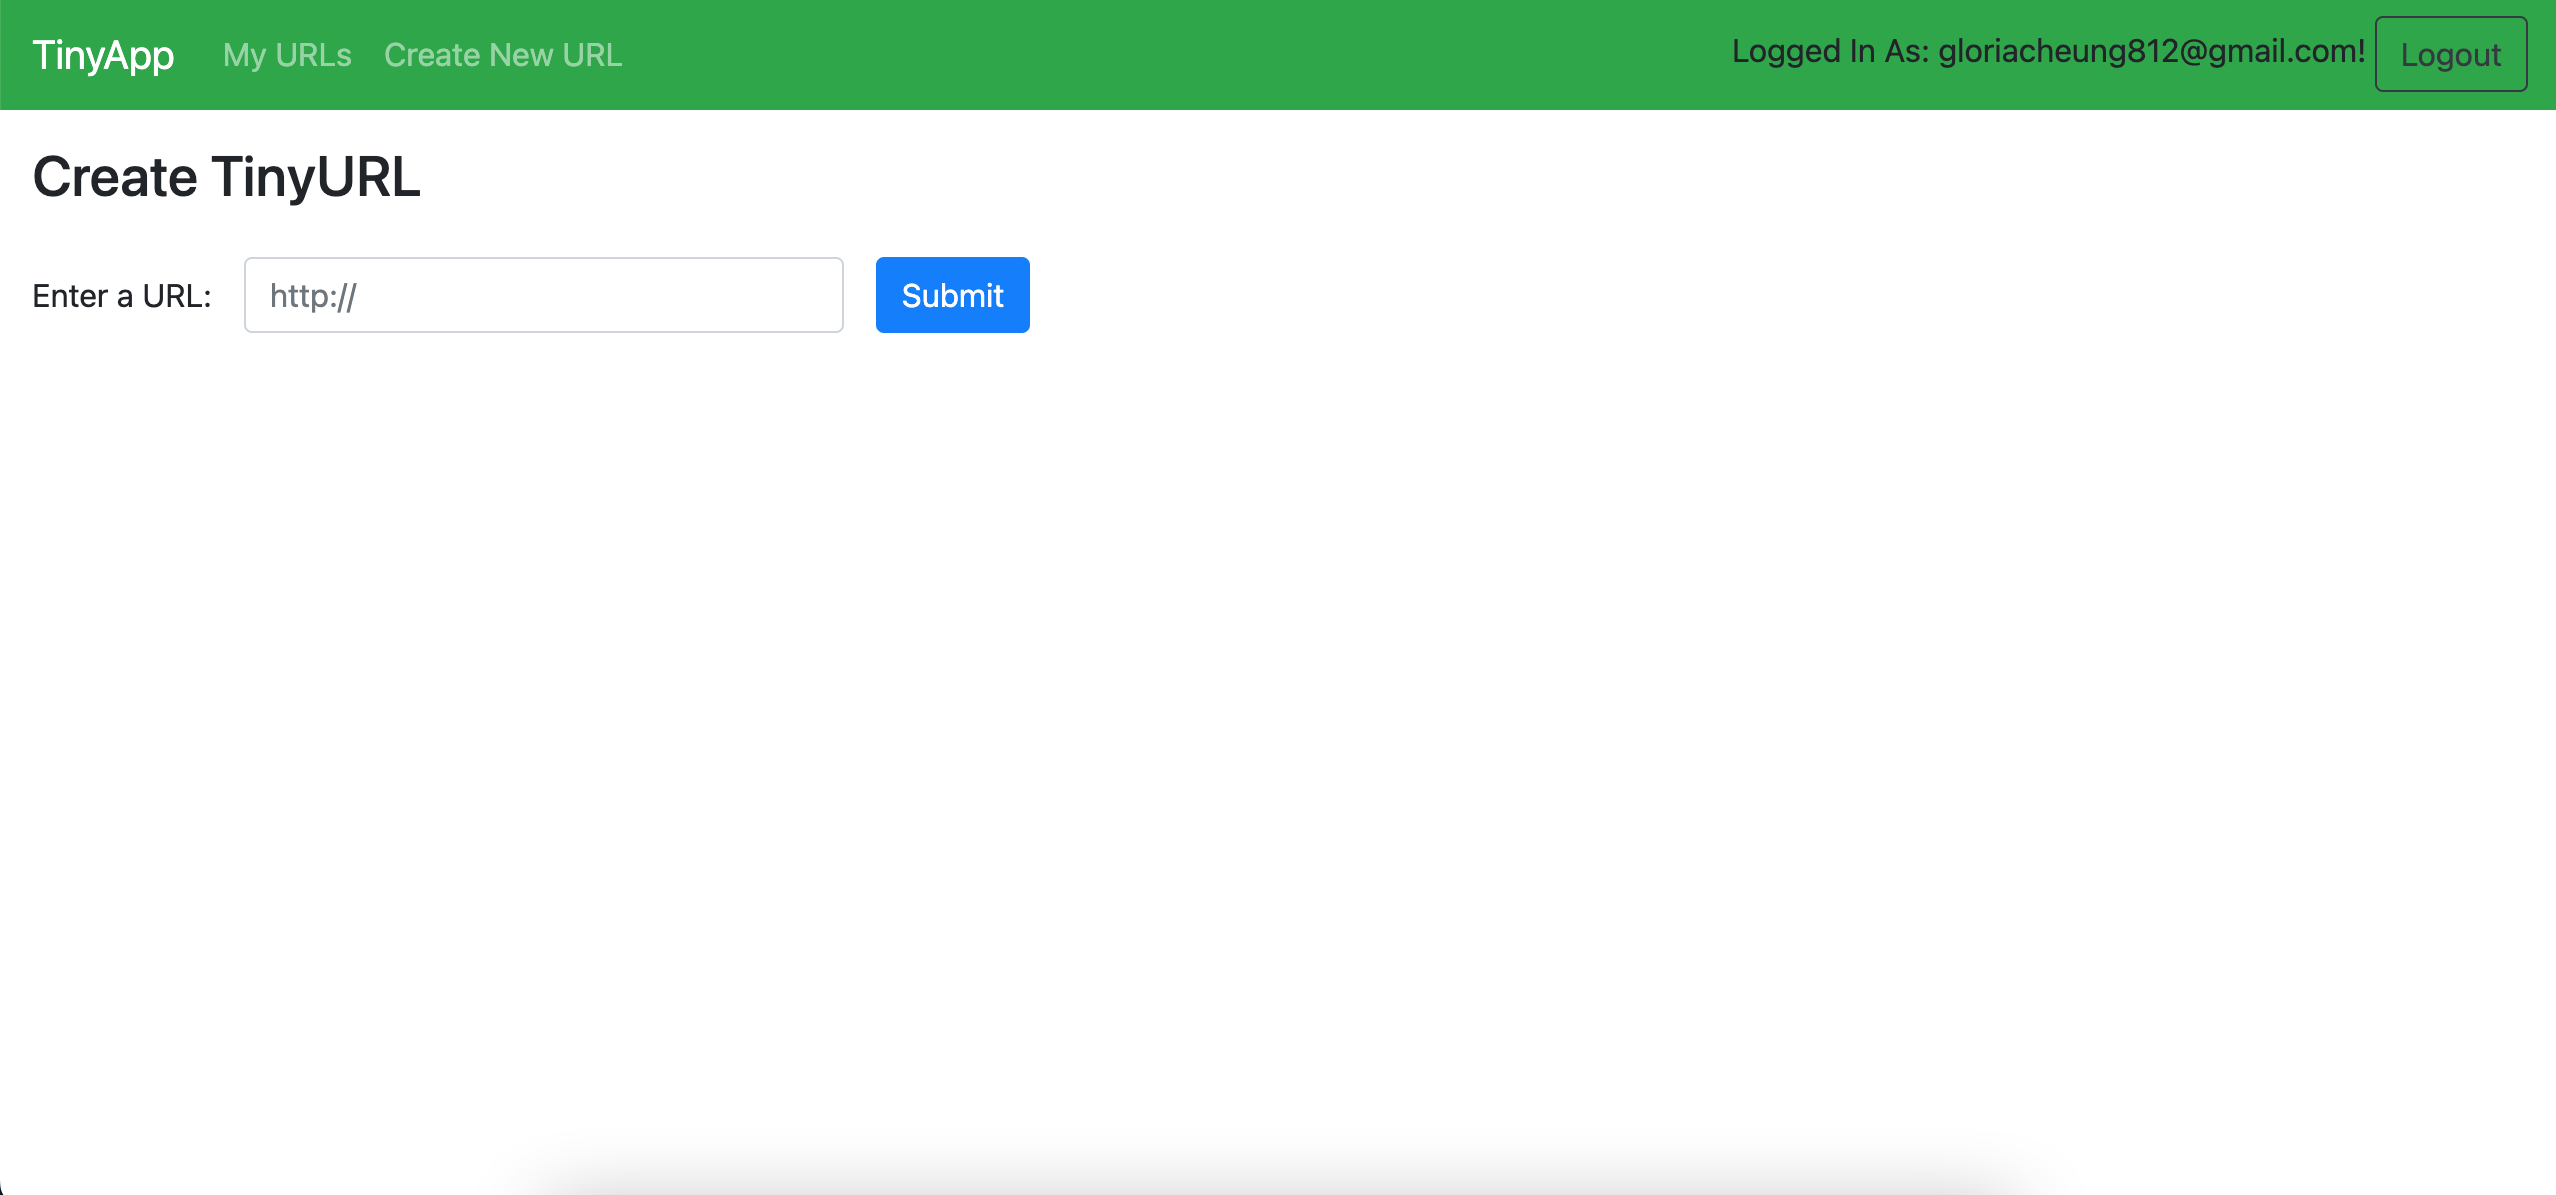 TinyApp My URLs Create New URL Logged In As: gloriacheung812@gmail.com! Logout
Create TinyURL
Enter a URL: http:// Submit